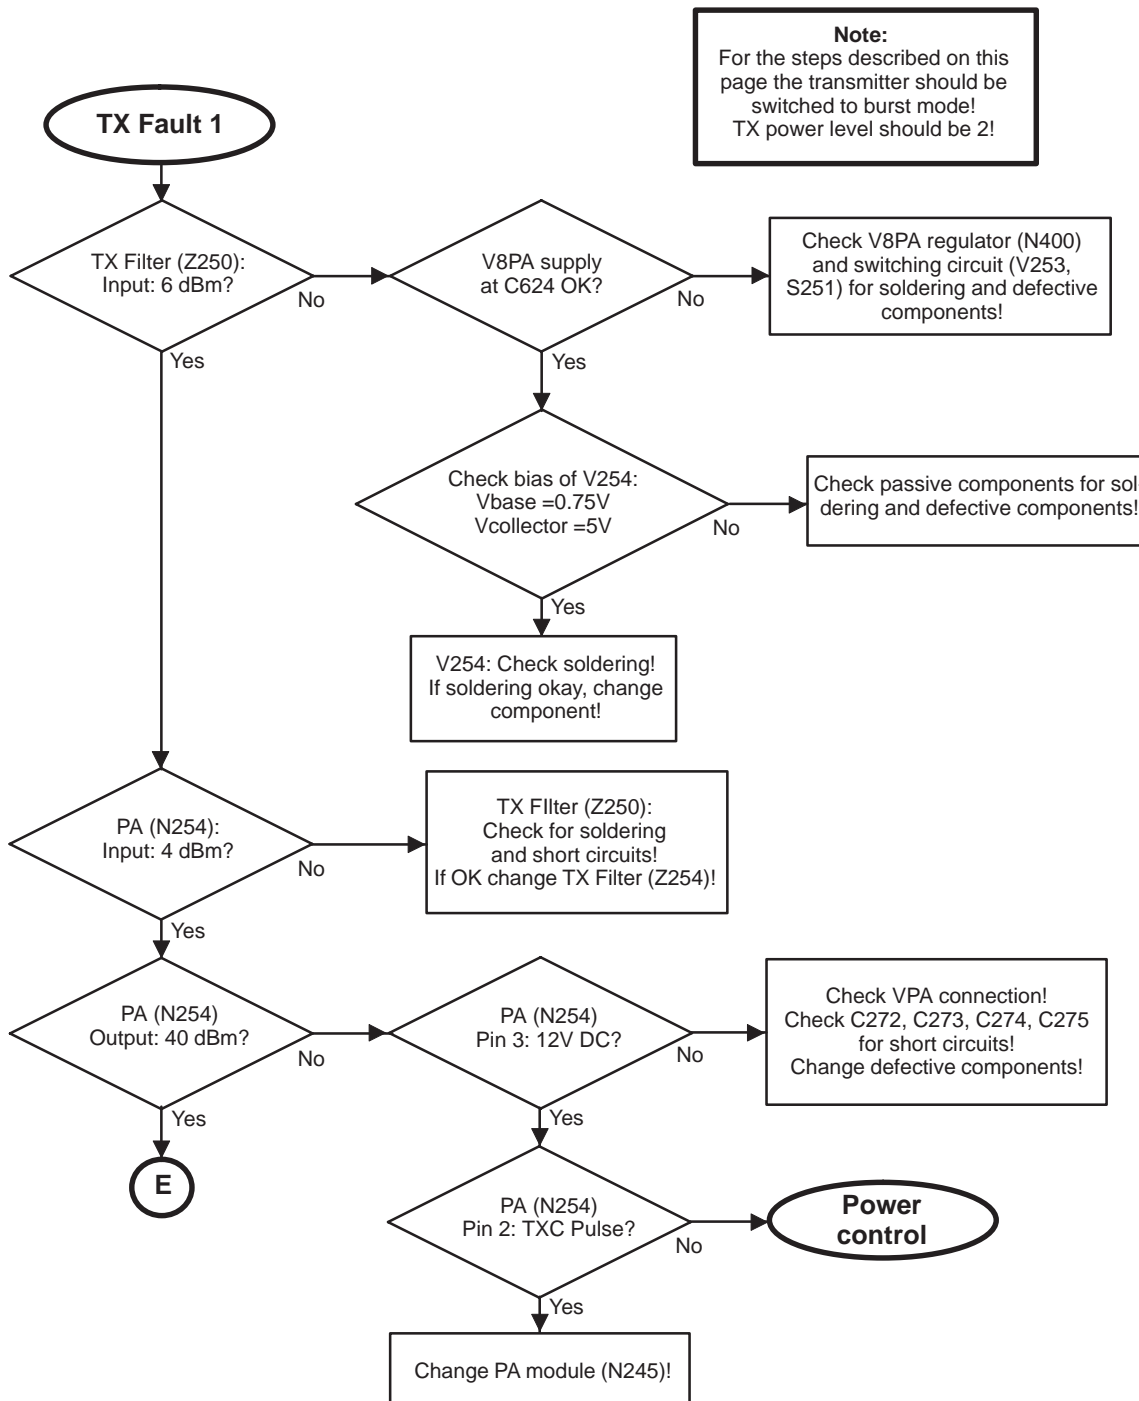 Note:
For the steps described on this
page the transmitter should be
switched to burst mode!
TX power level should be 2!
TX Fault 1
TX Filter (Z250):
Input: 6 dBm?
No
Yes
V8PA supply
at C624 OK?
No
Yes
Check V8PA regulator (N400)
and switching circuit (V253,
S251) for soldering and defective
components!
Check bias of V254:
Vbase =0.75V
Vcollector =5V
No
Yes
Check passive components for sol-
dering and defective components!
V254: Check soldering!
If soldering okay, change
component!
PA (N254):
Input: 4 dBm?
No
Yes
TX FIlter (Z250):
Check for soldering
and short circuits!
If OK change TX Filter (Z254)!
PA (N254)
Output: 40 dBm?
No
Yes
PA (N254)
Pin 3: 12V DC?
No
Yes
Check VPA connection!
Check C272, C273, C274, C275
for short circuits!
Change defective components!
E
PA (N254)
Pin 2: TXC Pulse?
No
Yes
Power
control
Change PA module (N245)!